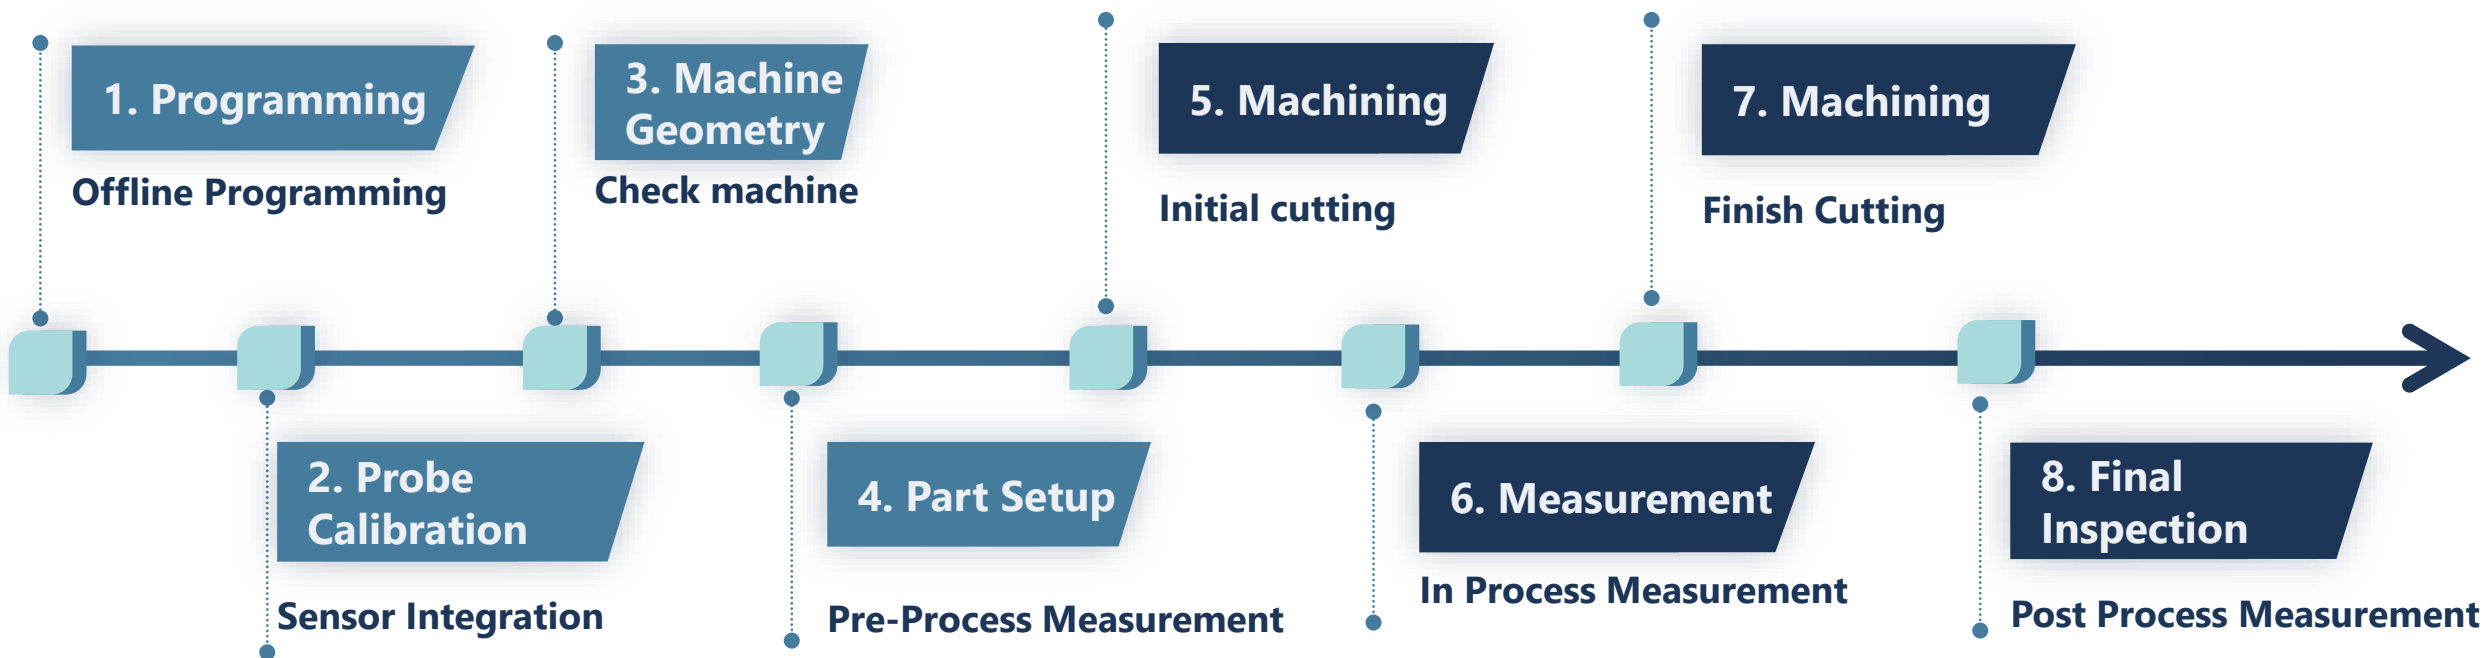 1. Programming
Offline Programming
2. Probe
Calibration
Sensor Integration
3. Machine
Geometry
Check machine
4. Part Setup
Pre-Process Measurement
5. Machining
Initial cutting
6. Measurement
In Process Measurement
7. Machining
Finish Cutting
8. Final
Inspection
Post Process Measurement